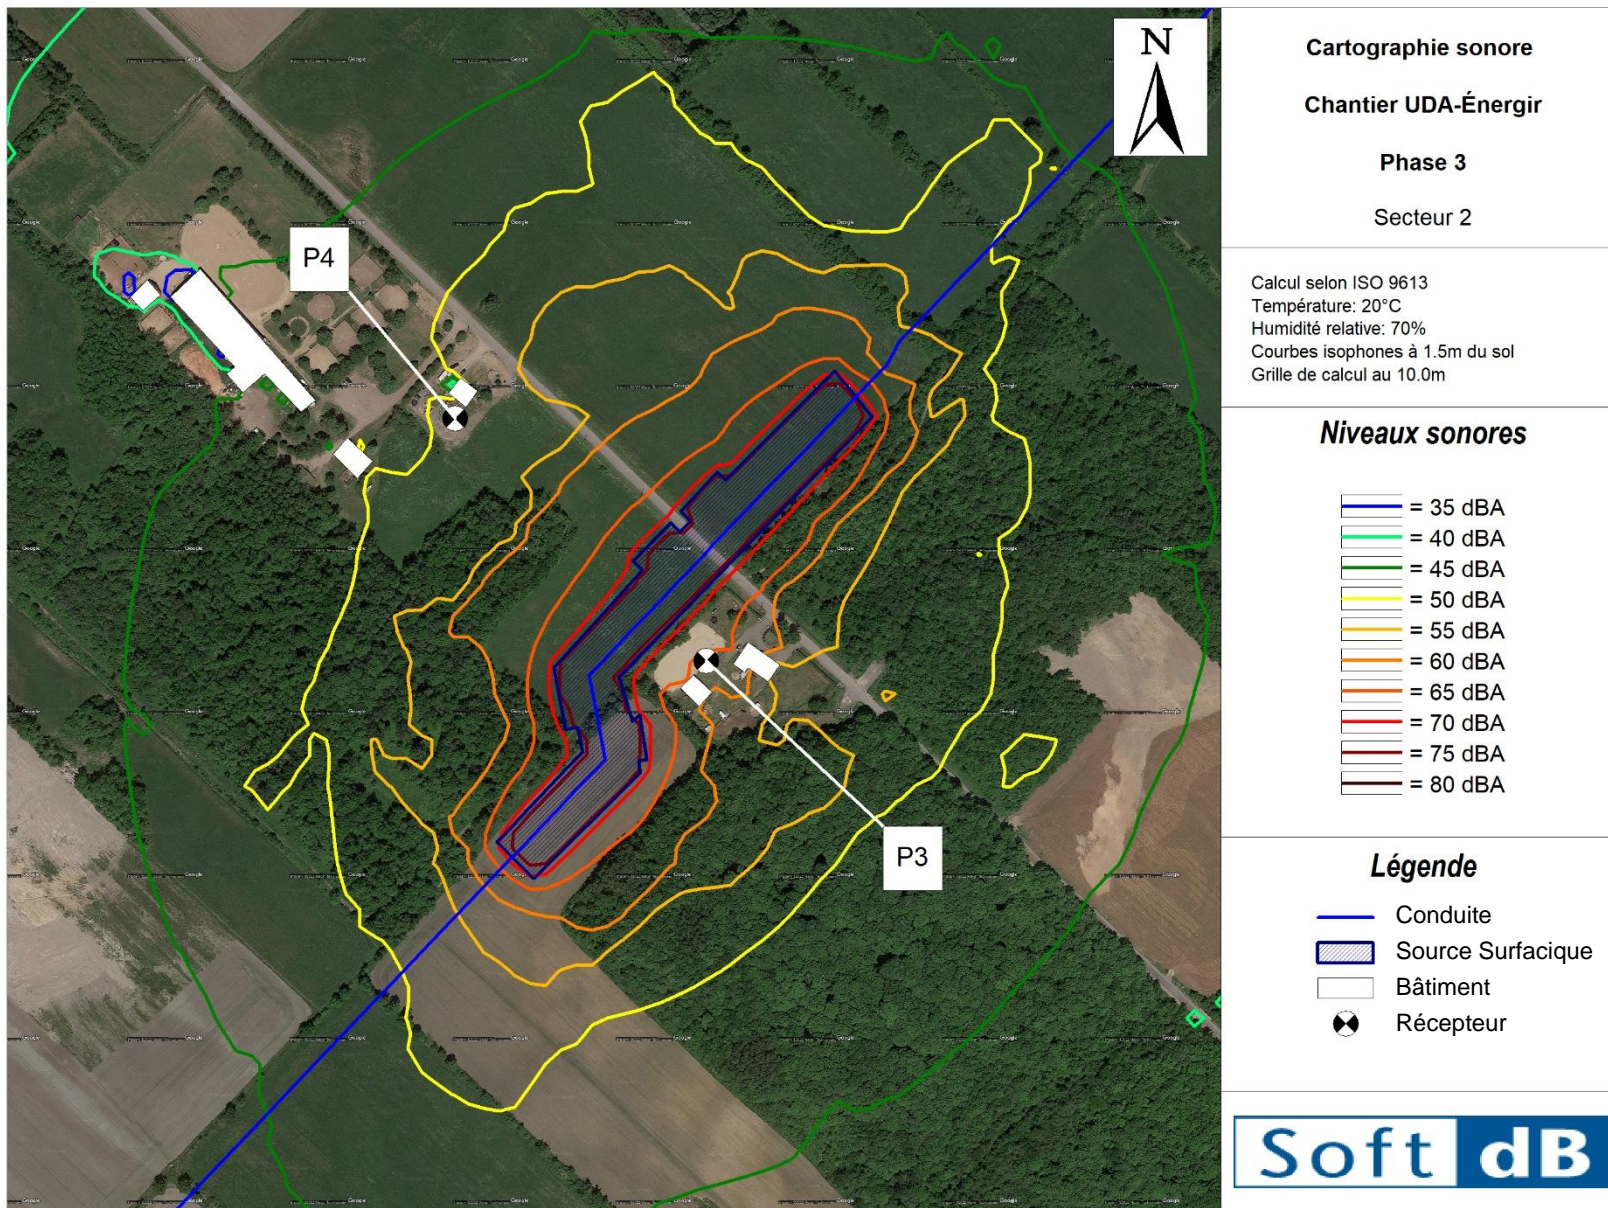 N
P4
P3
Google
Cartographie sonore
Chantier UDA-Énergir
Phase 3
Secteur 2
Calcul selon ISO 9613
Température: 20°C
Humidité relative: 70%
Courbes isophones à 1.5m du sol
Grille de calcul au 10.0m
Niveaux sonores
= 35 dBA
= 40 dBA
= 45 dBA
= 50 dBA
= 55 dBA
= 60 dBA
= 65 dBA
= 70 dBA
= 75 dBA
= 80 dBA
Légende
Conduite
Source Surfacique
Bâtiment
Récepteur
Soft dB